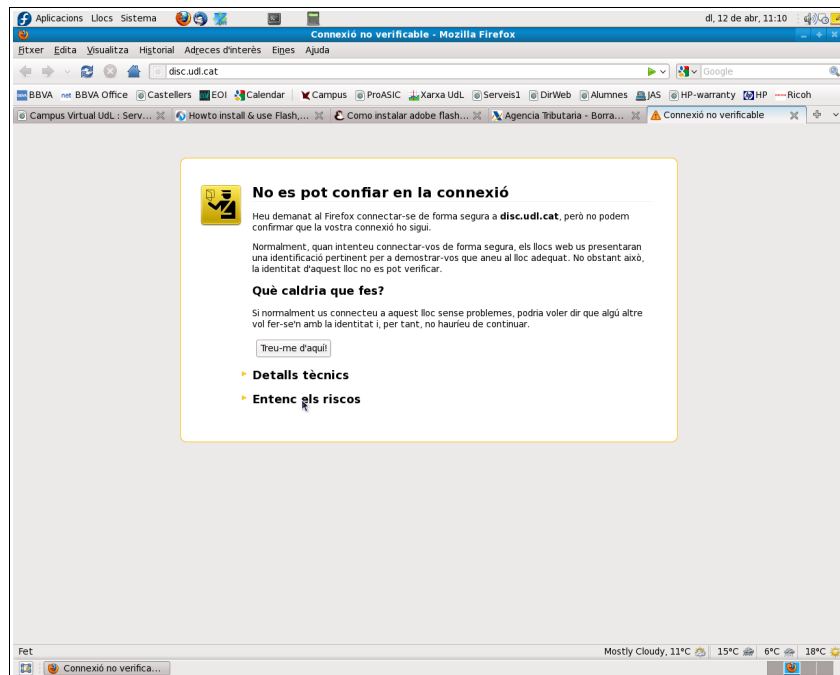 Aplicacions Llocs Sistema dl, 12 de abr, 11:10
Connexió no verificable - Mozilla Firefox
Fitxer Edita Visualitza Historial Adreces d'interès Eines Ajuda
disc.udl.cat Google
BBVA BBVA Office Castellers EOI Calendar Campus ProASIC Xarxa UdL Serveis1 DirWeb Alumnes JAS HP-warranty HP Ricoh
Campus Virtual UdL : Serv... Howto install & use Flash,... Como instalar adobe flash... Agencia Tributaria - Borra... Connexió no verificable
No es pot confiar en la connexió
Heu demanat al Firefox connectar-se de forma segura a disc.udl.cat, però no podem
confirmar que la vostra connexió ho sigui.
Normalment, quan intenteu connectar-vos de forma segura, els llocs web us presentaran
una identificació pertinent per a demostrar-vos que aneu al lloc adequat. No obstant això,
la identitat d'aquest lloc no es pot verificar.
Què caldria que fes?
Si normalment us connecteu a aquest lloc sense problemes, podria voler dir que algú altre
vol fer-se'n amb la identitat i, per tant, no hauríeu de continuar.
Treu-me d'aquí!
Detalls tècnics
Entenc els riscos
Fet Mostly Cloudy, 11°C 15°C 6°C 18°C
Connexió no verifica...